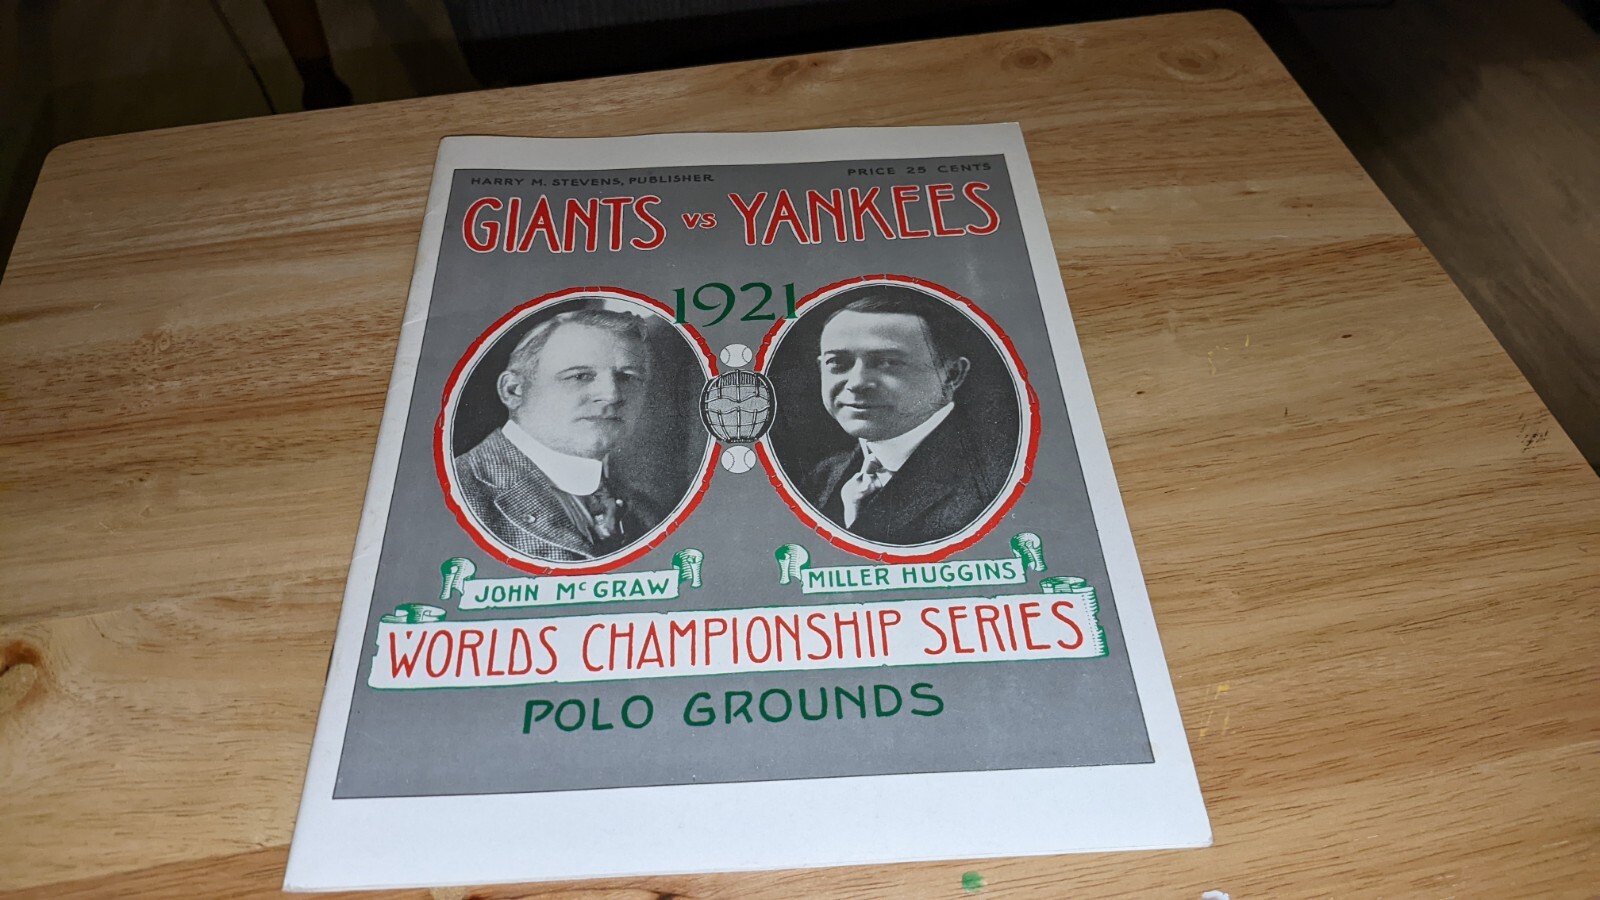 HARRY M. STEVENS, PUBLISHER
PRICE 25 CENTS
GIANTS VS YANKEES
1921
JOHN McGRAW
MILLER HUGGINS
WORLDS CHAMPIONSHIP SERIES
POLO GROUNDS